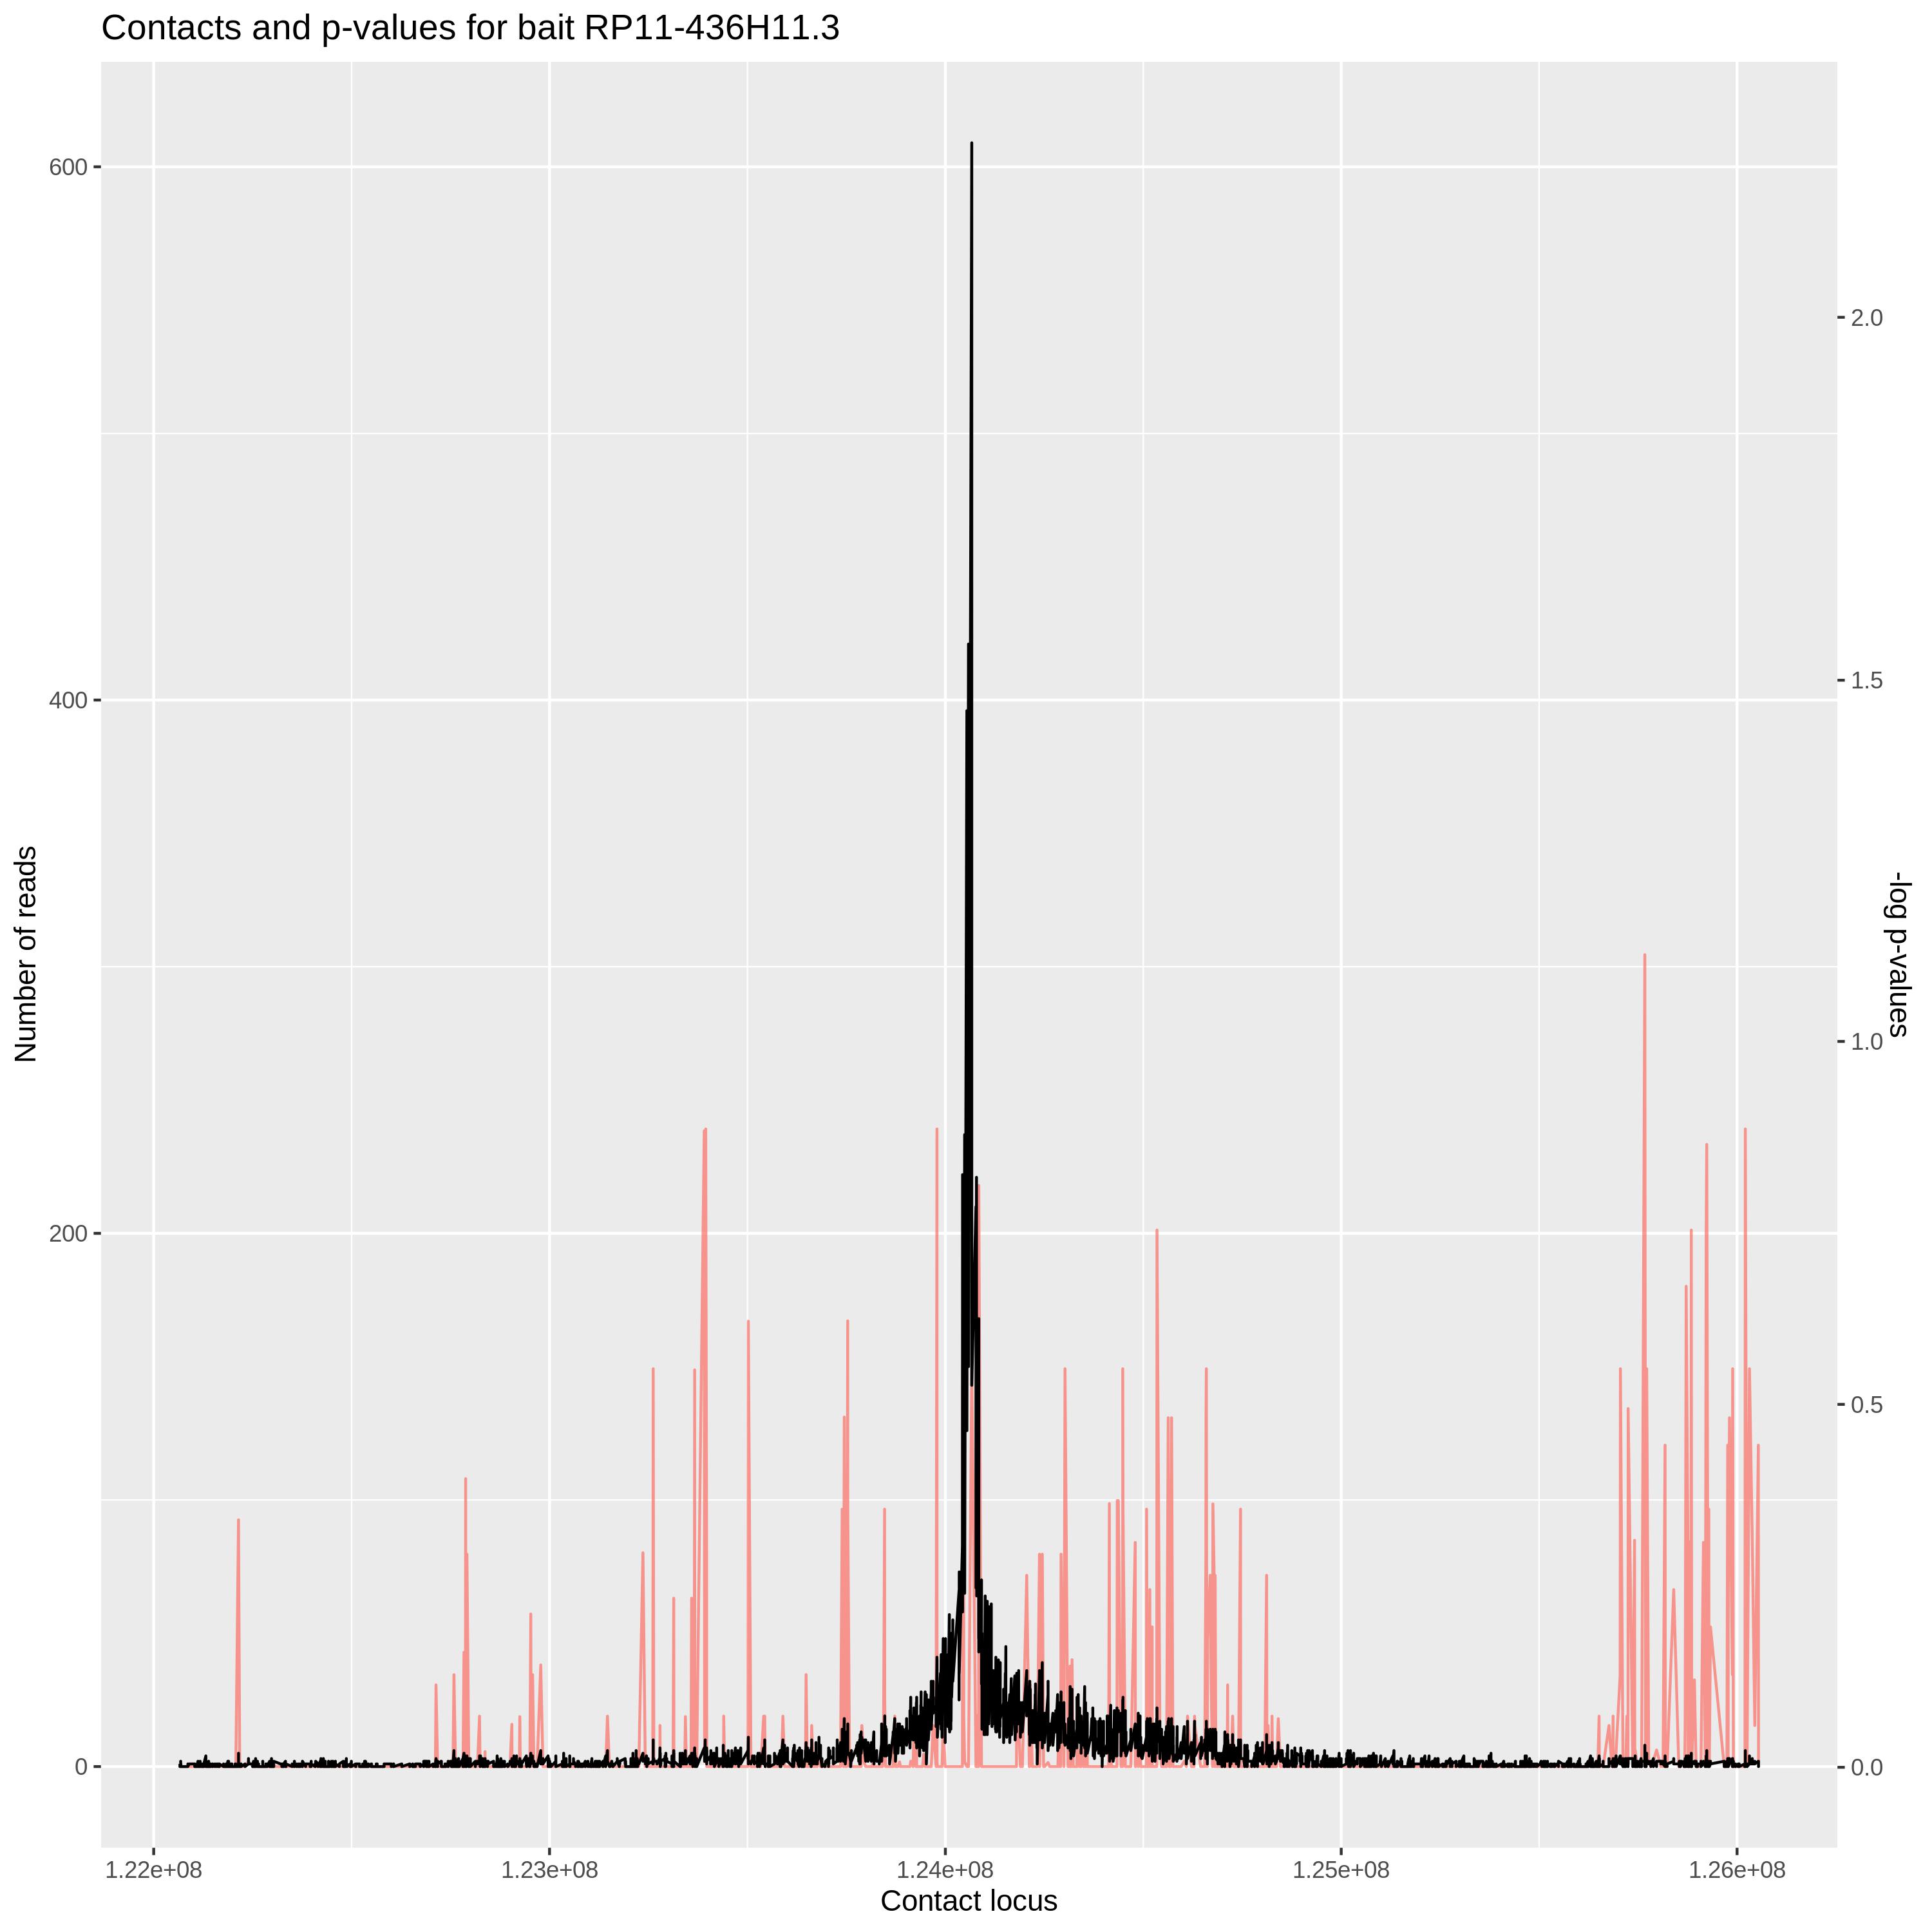 Contacts and p-values for bait RP11-436H11.3
600
400
200
0
Number of reads
2.0
1.5
1.0
0.5
0.0
-log p-values
1.22e+08
1.23e+08
1.24e+08
1.25e+08
1.26e+08
Contact locus